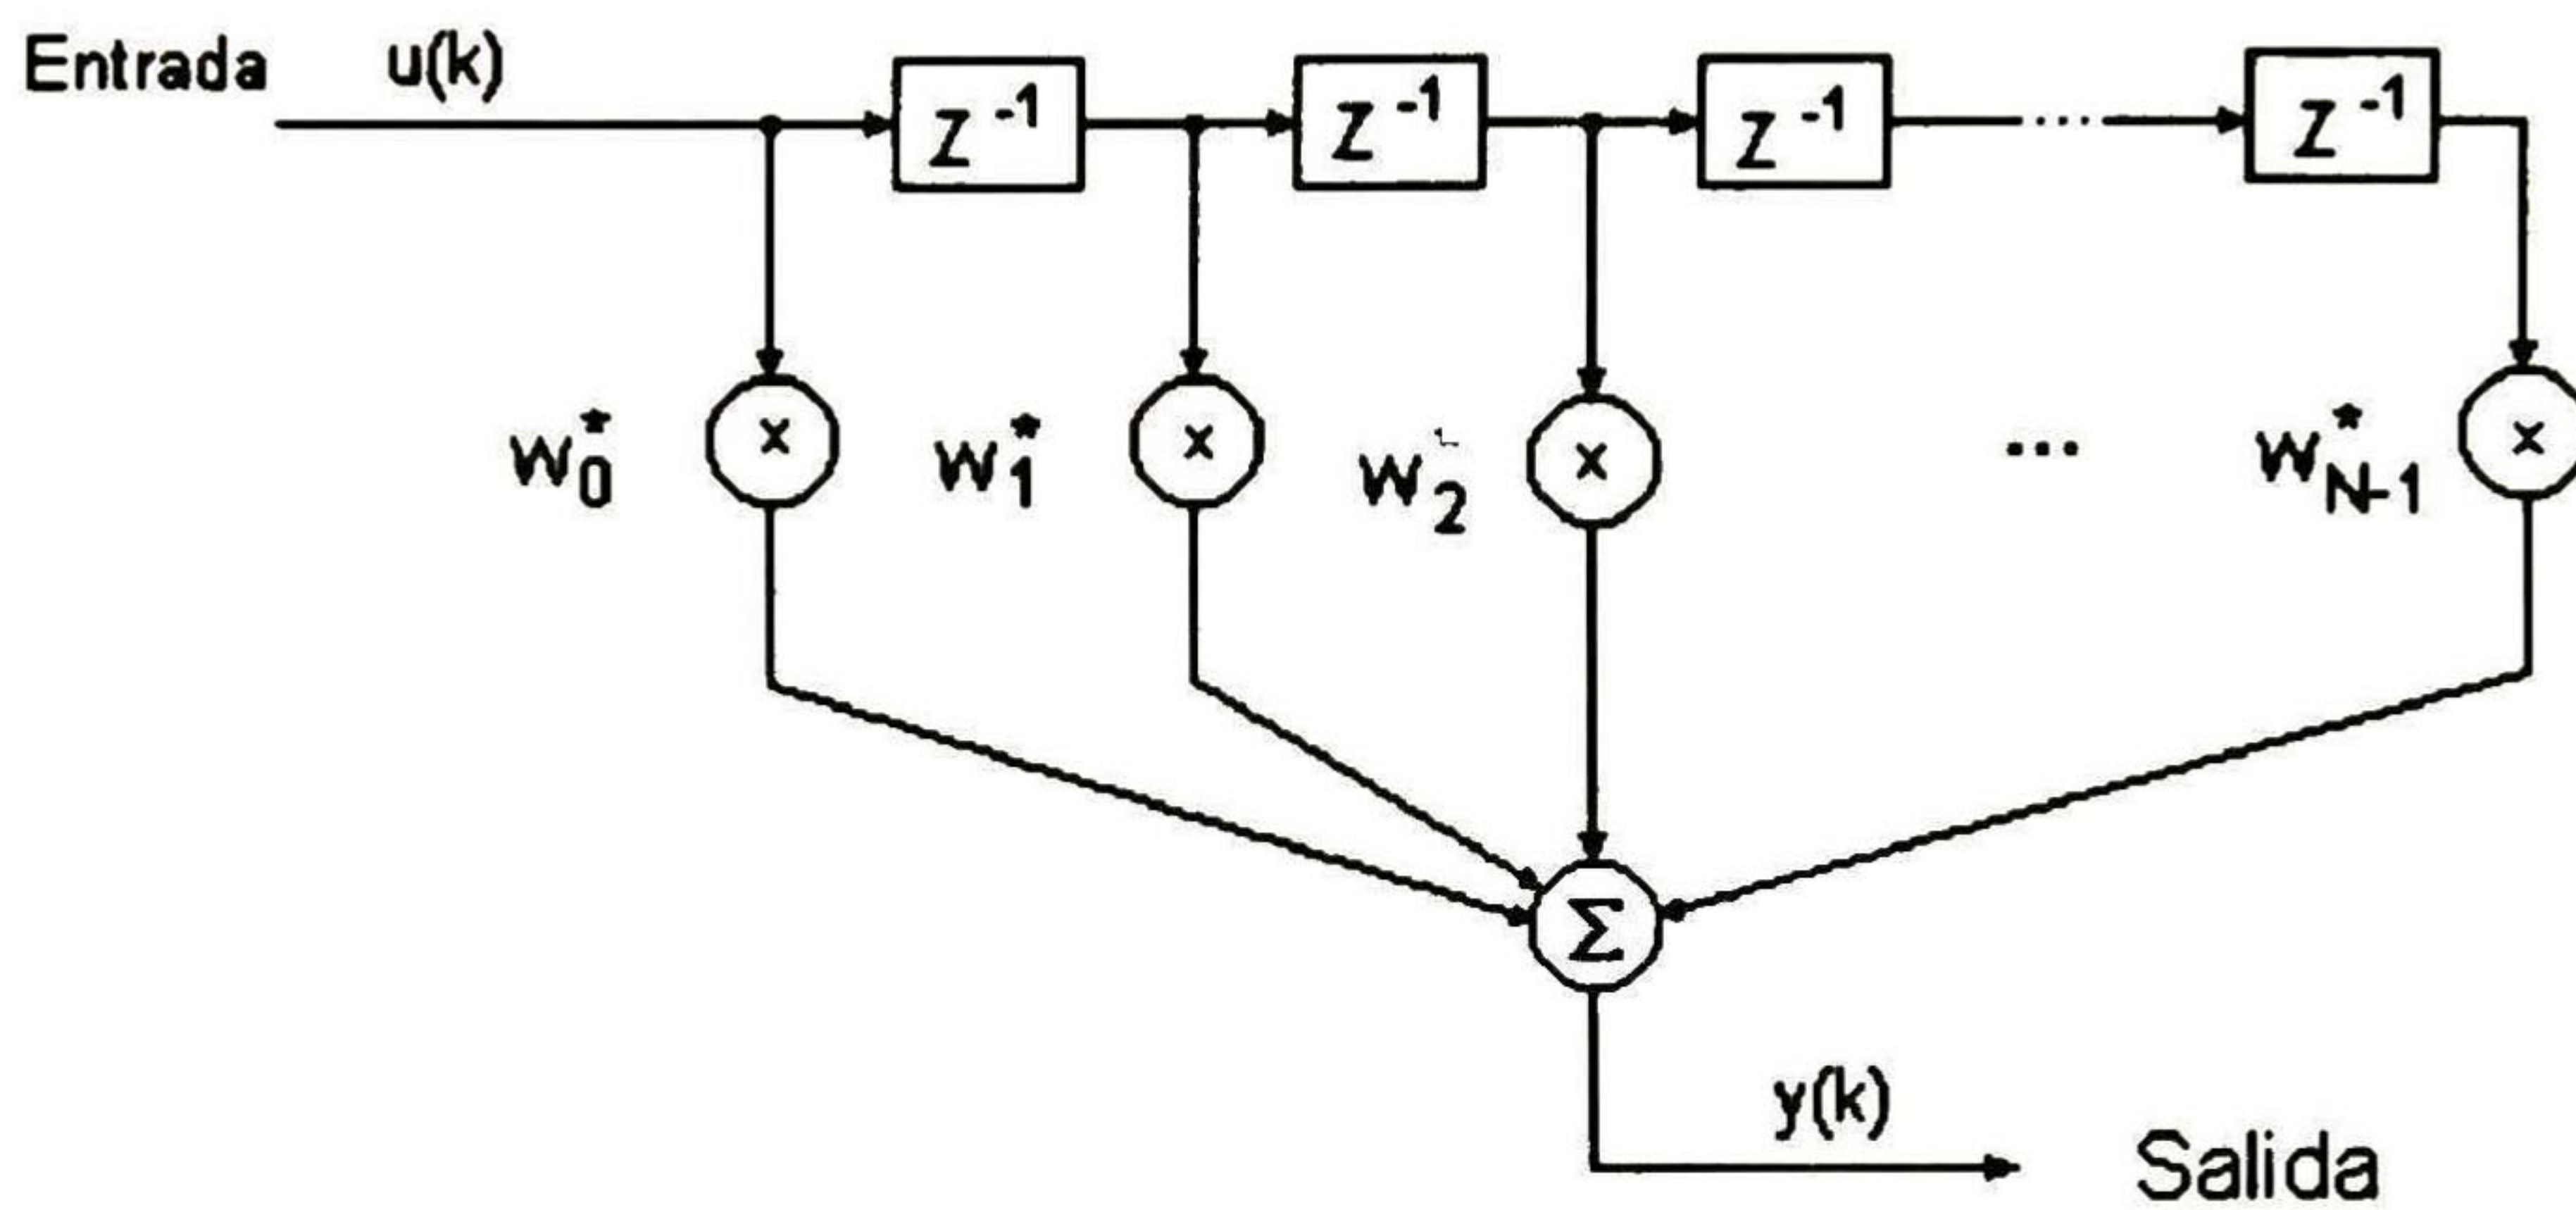 Entrada u(k)
z⁻¹ z⁻¹ z⁻¹ ... z⁻¹
w₀* × w₁* × w₂ × ... w*N-1 ×
Σ
y(k)
Salida